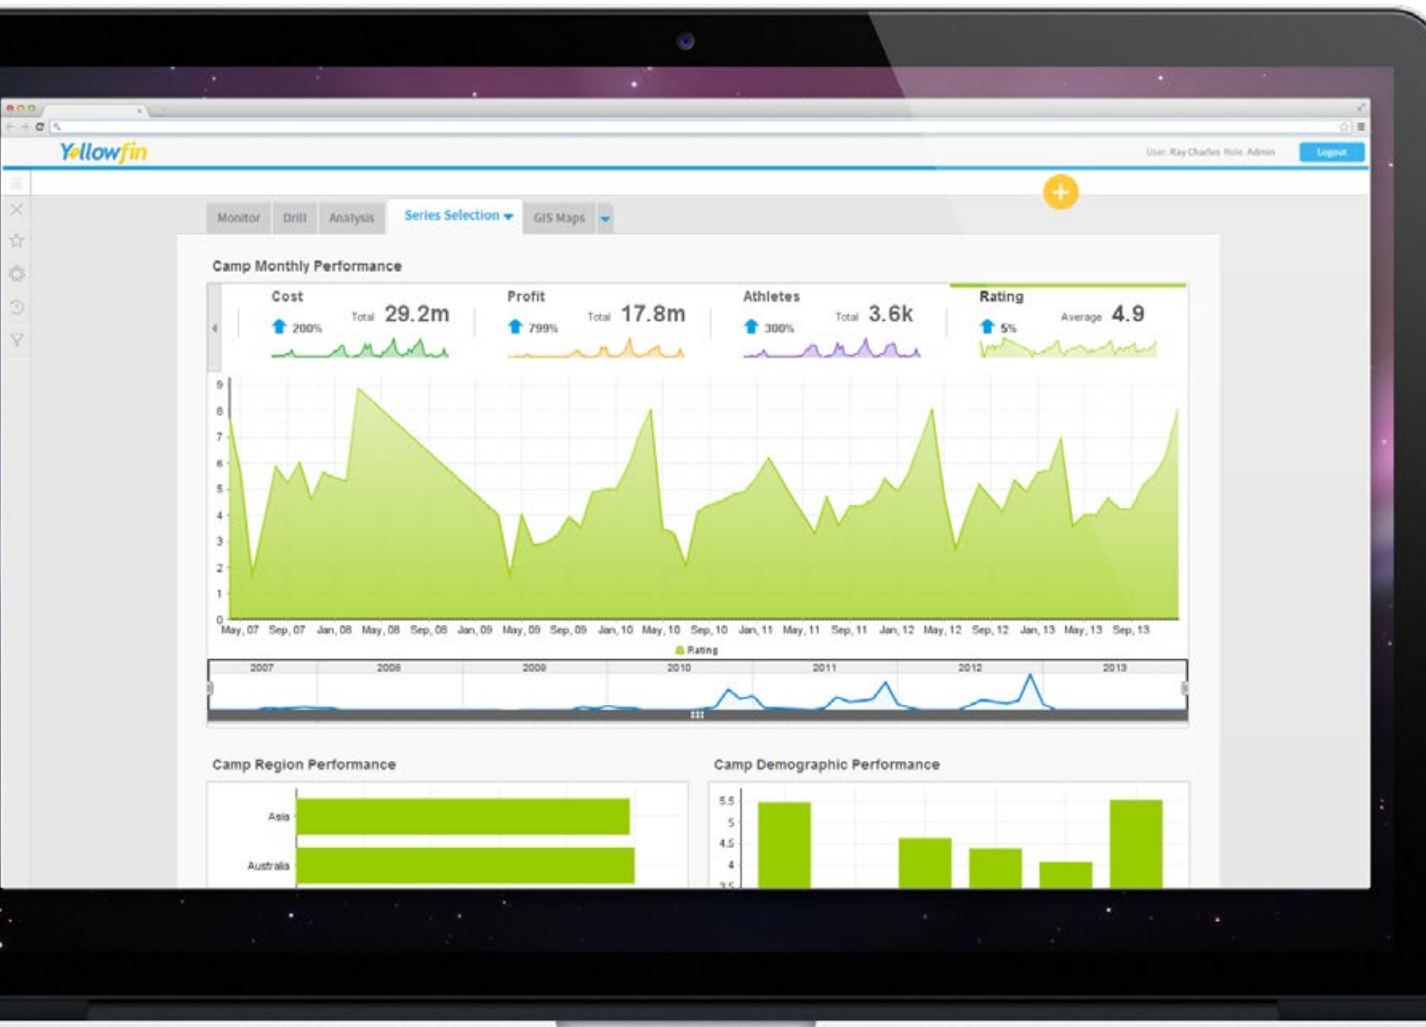 Yellowfin
User: Ray Charles Role: Admin
Logout
Monitor Drill Analysis Series Selection GIS Maps
Camp Monthly Performance
Cost Profit Athletes Rating
200% Total 29.2m 799% Total 17.8m 300% Total 3.6k 5% Average 4.9
9
8
7
6
5
4
3
2
1
0
May, 07 Sep, 07 Jan, 08 May, 08 Sep, 08 Jan, 09 May, 09 Sep, 09 Jan, 10 May, 10 Sep, 10 Jan, 11 May, 11 Sep, 11 Jan, 12 May, 12 Sep, 12 Jan, 13 May, 13 Sep, 13
Rating
2007 2008 2009 2010 2011 2012 2013
Camp Region Performance
Asia
Australia
Camp Demographic Performance
5.5
5
4.5
4
3.5